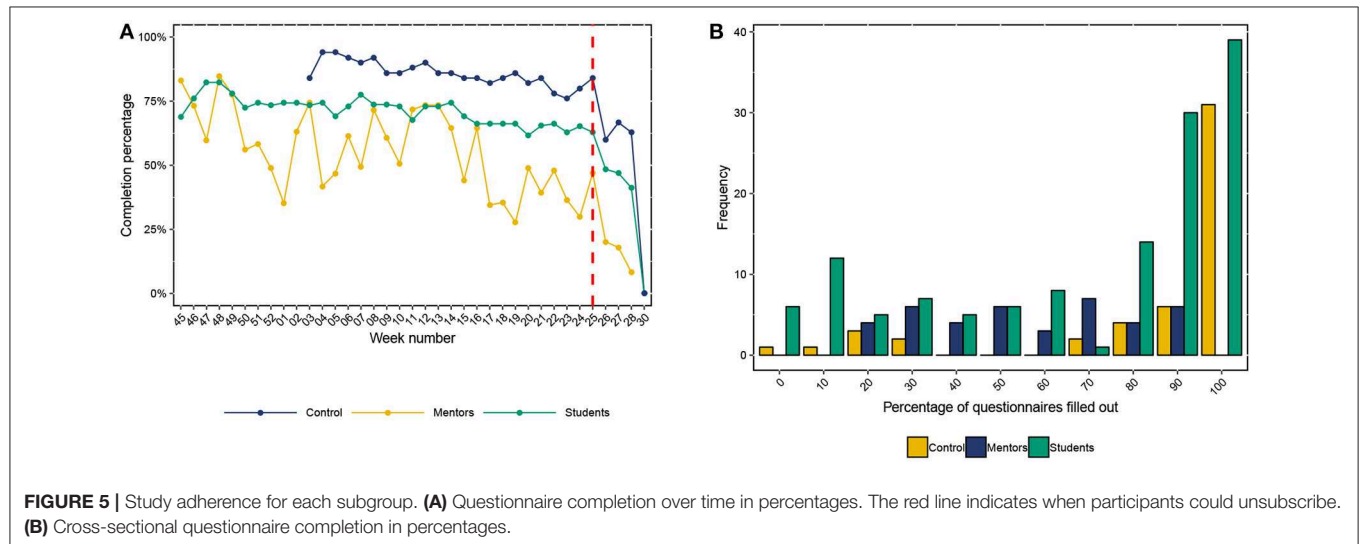 A
100%
75%
50%
25%
0%
Completion percentage
45 46 47 48 49 50 51 52 01 02 03 04 05 06 07 08 09 10 11 12 13 14 15 16 17 18 19 20 21 22 23 24 25 26 27 28 30
Week number
Control Mentors Students
B
40
30
20
10
0
Frequency
0 10 20 30 40 50 60 70 80 90 100
Percentage of questionnaires filled out
Control Mentors Students
FIGURE 5 | Study adherence for each subgroup. (A) Questionnaire completion over time in percentages. The red line indicates when participants could unsubscribe.
(B) Cross-sectional questionnaire completion in percentages.